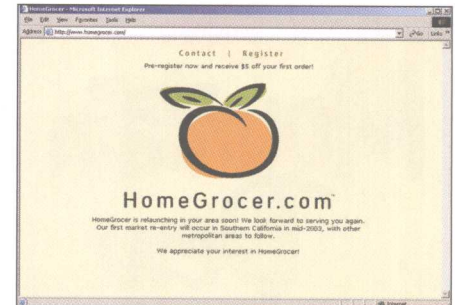 HomeGrocer - Microsoft Internet Explorer
File Edit View Favorites Tools Help
Address http://www.homegrocer.com/ Go Links »
Contact | Register
Pre-register now and receive $5 off your first order!
HomeGrocer.com™
HomeGrocer is relaunching in your area soon! We look forward to serving you again.
Our first market re-entry will occur in Southern California in mid-2003, with other
metropolitan areas to follow.
We appreciate your interest in HomeGrocer!
Internet